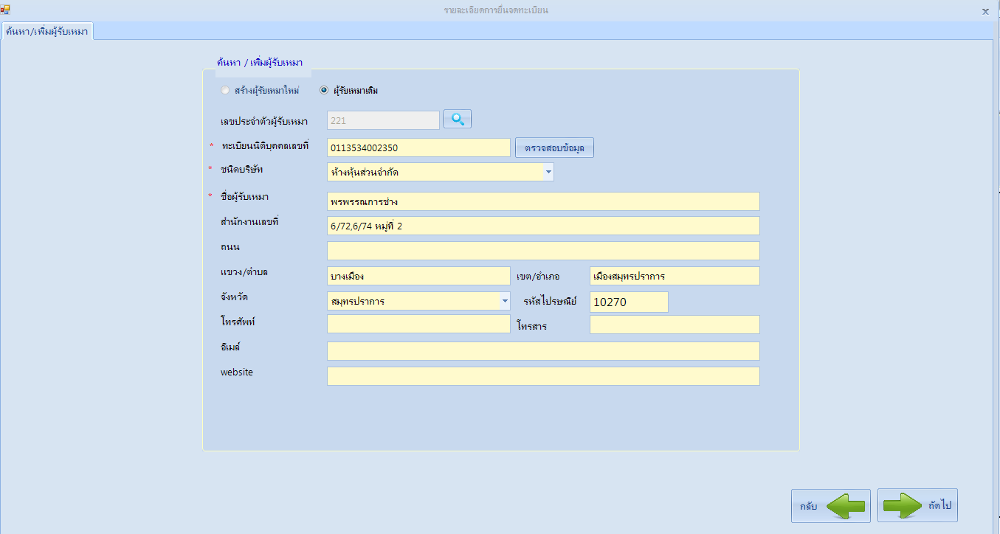 รายละเอียดการยื่นจดทะเบียน
x
ค้นหา/เพิ่มผู้รับเหมา
ค้นหา / เพิ่มผู้รับเหมา
สร้างผู้รับเหมาใหม่ ผู้รับเหมาเดิม
เลขประจำตัวผู้รับเหมา 221
* ทะเบียนนิติบุคคลเลขที่ 0113534002350 ตรวจสอบข้อมูล
* ชนิดบริษัท ห้างหุ้นส่วนจำกัด
* ชื่อผู้รับเหมา พรพรรณการช่าง
สำนักงานเลขที่ 6/72,6/74 หมู่ที่ 2
ถนน
แขวง/ตำบล บางเมือง เขต/อำเภอ เมืองสมุทรปราการ
จังหวัด สมุทรปราการ รหัสไปรษณีย์ 10270
โทรศัพท์ โทรสาร
อีเมล์
website
กลับ ถัดไป